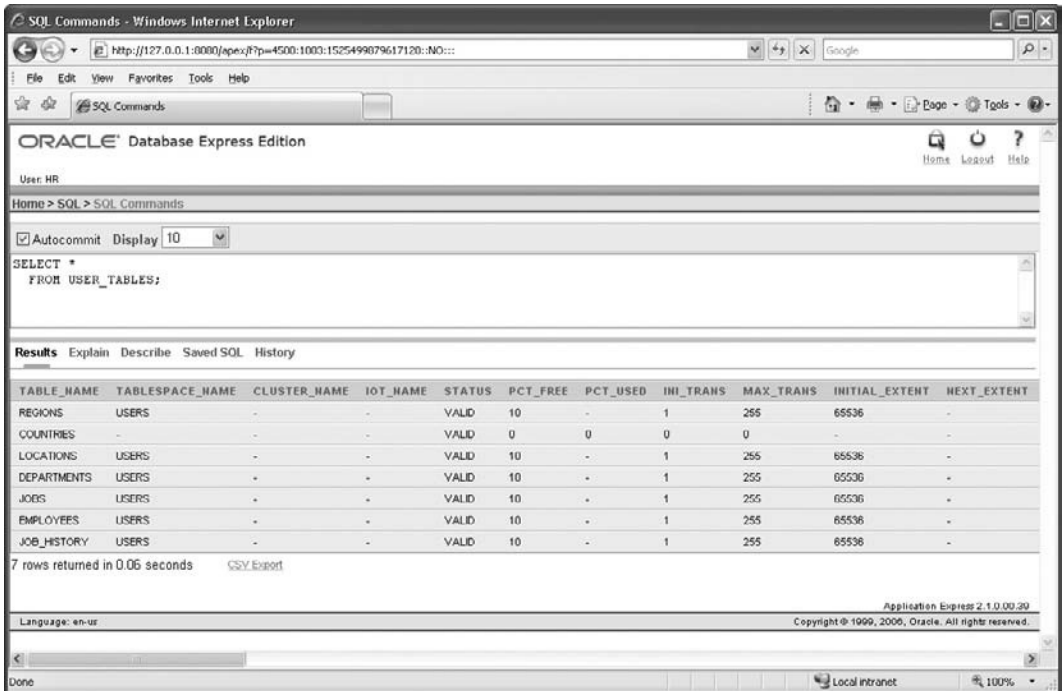 SQL Commands - Windows Internet Explorer
http://127.0.0.1:8080/apex/f?p=4500:1003:1525499879617120::NO:::
Google
File Edit View Favorites Tools Help
SQL Commands
Page Tools
ORACLE Database Express Edition
Home Logout Help
User: HR
Home > SQL > SQL Commands
Autocommit Display 10
SELECT *
FROM USER_TABLES;
Results Explain Describe Saved SQL History
TABLE_NAME TABLESPACE_NAME CLUSTER_NAME IOT_NAME STATUS PCT_FREE PCT_USED INI_TRANS MAX_TRANS INITIAL_EXTENT NEXT_EXTENT
REGIONS USERS - - VALID 10 - 1 255 65536 -
COUNTRIES - - - VALID 0 0 0 0 - -
LOCATIONS USERS - - VALID 10 - 1 255 65536 -
DEPARTMENTS USERS - - VALID 10 - 1 255 65536 -
JOBS USERS - - VALID 10 - 1 255 65536 -
EMPLOYEES USERS - - VALID 10 - 1 255 65536 -
JOB_HISTORY USERS - - VALID 10 - 1 255 65536 -
7 rows returned in 0.06 seconds CSV Export
Application Express 2.1.0.00.39
Language: en-us Copyright © 1999, 2006, Oracle. All rights reserved.
Done Local intranet 100%